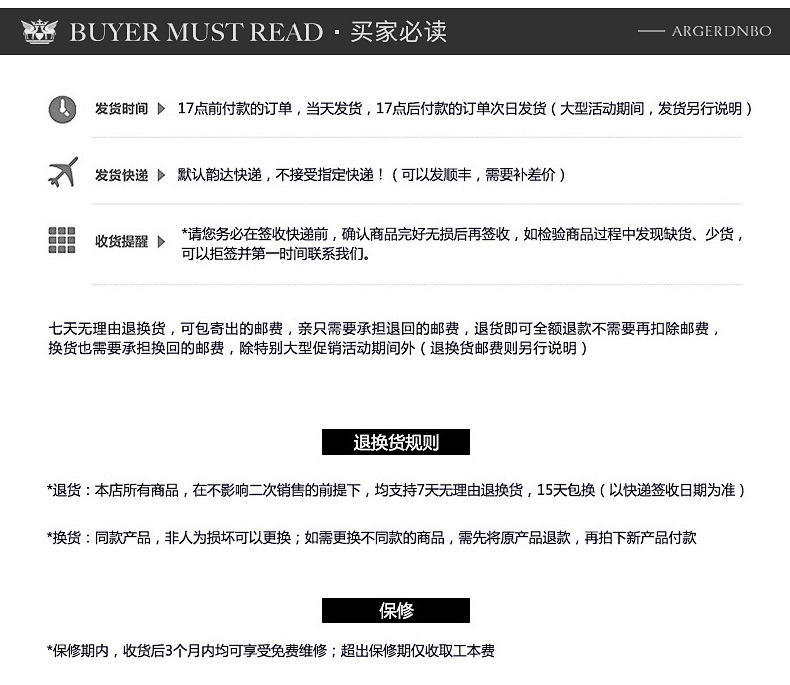 BUYER MUST READ · 买家必读
ARGERDNBO
发货时间 17点前付款的订单，当天发货，17点后付款的订单次日发货（大型活动期间，发货另行说明）
发货快递 默认韵达快递，不接受指定快递！（可以发顺丰，需要补差价）
收货提醒 *请您务必在签收快递前，确认商品完好无损后再签收，如检验商品过程中发现缺货、少货，
可以拒签并第一时间联系我们。
七天无理由退换货，可包寄出的邮费，亲只需要承担退回的邮费，退货即可全额退款不需要再扣除邮费，
换货也需要承担换回的邮费，除特别大型促销活动期间外（退换货邮费则另行说明）
退换货规则
*退货：本店所有商品，在不影响二次销售的前提下，均支持7天无理由退换货，15天包换（以快递签收日期为准）
*换货：同款产品，非人为损坏可以更换；如需更换不同款的商品，需先将原产品退款，再拍下新产品付款
保修
*保修期内，收货后3个月内均可享受免费维修；超出保修期仅收取工本费